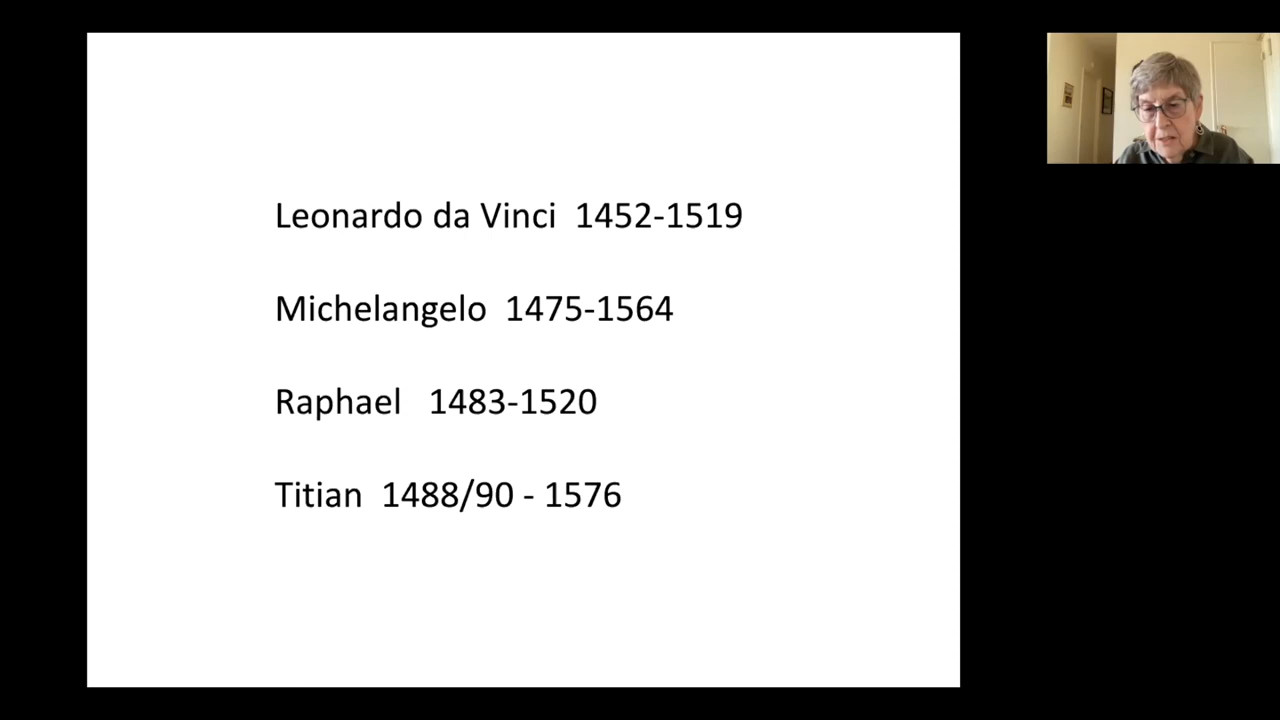 Leonardo da Vinci 1452-1519
Michelangelo 1475-1564
Raphael 1483-1520
Titian 1488/90 - 1576